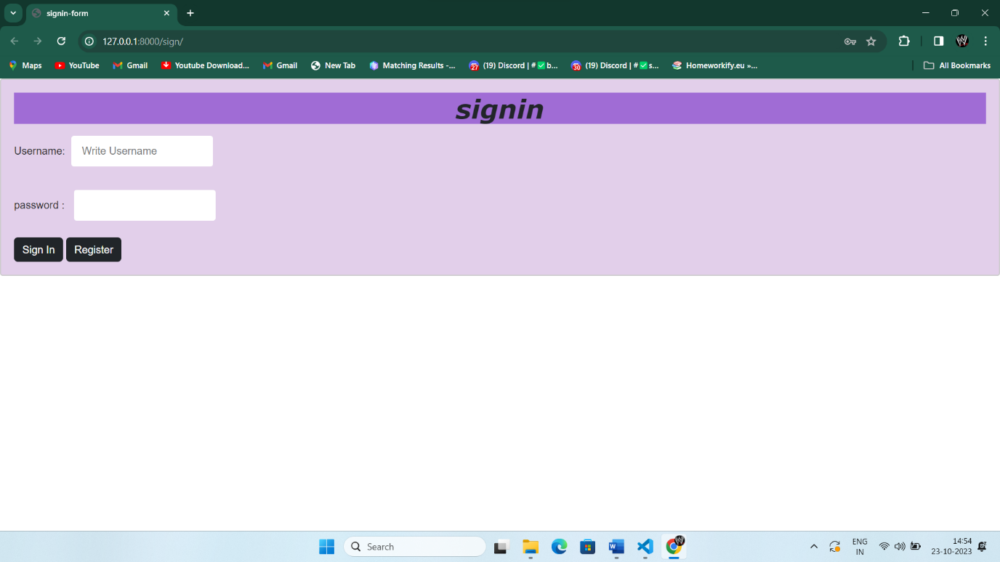 signin-form
127.0.0.1:8000/sign/
Maps YouTube Gmail Youtube Download... Gmail New Tab Matching Results -... 27 (19) Discord | #✅b... 30 (19) Discord | #✅s... Homeworkify.eu »... All Bookmarks
signin
Username: Write Username
password :
Sign In Register
Search
ENG
IN
14:54
23-10-2023